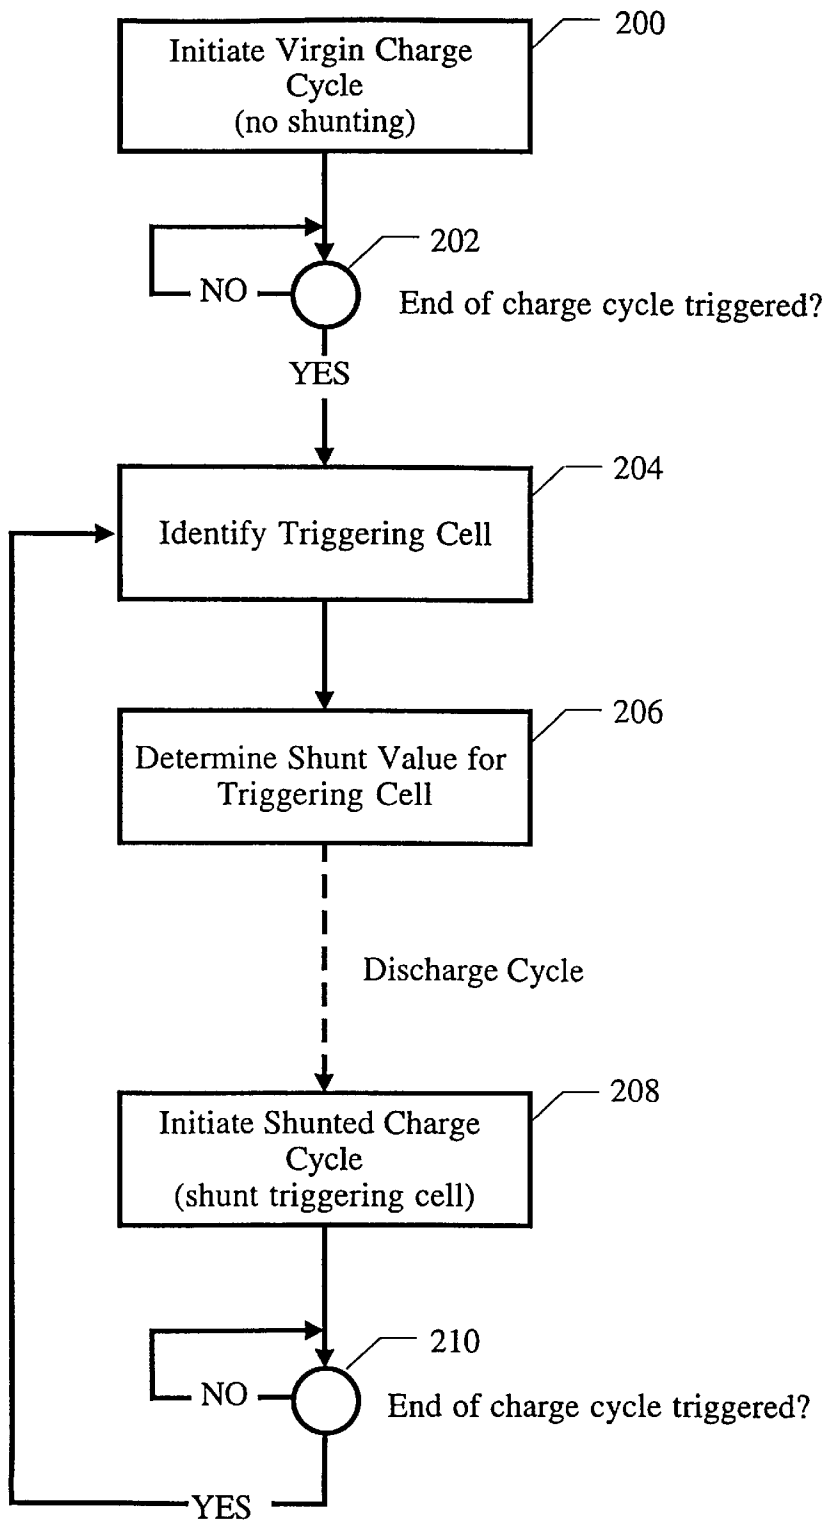 200
Initiate Virgin Charge
Cycle
(no shunting)
202
NO
End of charge cycle triggered?
YES
204
Identify Triggering Cell
206
Determine Shunt Value for
Triggering Cell
Discharge Cycle
208
Initiate Shunted Charge
Cycle
(shunt triggering cell)
210
NO
End of charge cycle triggered?
YES